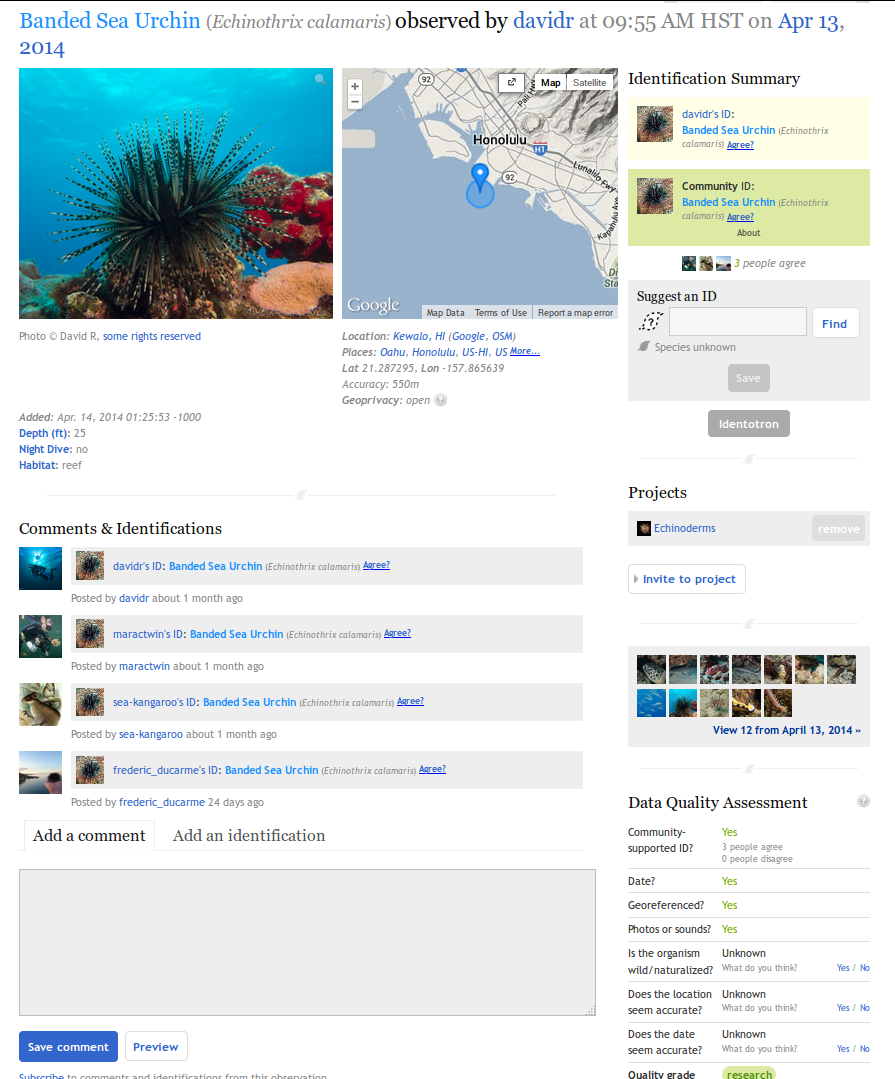 Banded Sea Urchin (Echinothrix calamaris) observed by davidr at 09:55 AM HST on Apr 13,
2014
92
Pali Hwy
Map Satellite
Honolulu
H1
Lunalilo Fwy
92
Kapahulu Ave
Google
Map Data Terms of Use Report a map error
Photo © David R, some rights reserved
Location: Kewalo, HI (Google, OSM)
Places: Oahu, Honolulu, US-HI, US More...
Lat 21.287295, Lon -157.865639
Accuracy: 550m
Geoprivacy: open ?
Added: Apr. 14, 2014 01:25:53 -1000
Depth (ft): 25
Night Dive: no
Habitat: reef
Comments & Identifications
davidr's ID: Banded Sea Urchin (Echinothrix calamaris) Agree?
Posted by davidr about 1 month ago
maractwin's ID: Banded Sea Urchin (Echinothrix calamaris) Agree?
Posted by maractwin about 1 month ago
sea-kangaroo's ID: Banded Sea Urchin (Echinothrix calamaris) Agree?
Posted by sea-kangaroo about 1 month ago
frederic_ducarme's ID: Banded Sea Urchin (Echinothrix calamaris) Agree?
Posted by frederic_ducarme 24 days ago
Add a comment Add an identification
Save comment Preview
Subscribe to comments and identifications from this observation
Identification Summary
davidr's ID:
Banded Sea Urchin (Echinothrix
calamaris) Agree?
Community ID:
Banded Sea Urchin (Echinothrix
calamaris) Agree?
About
3 people agree
Suggest an ID
? Find
Species unknown
Save
Identotron
Projects
Echinoderms remove
Invite to project
View 12 from April 13, 2014 »
Data Quality Assessment ?
Community- Yes
supported ID? 3 people agree
0 people disagree
Date? Yes
Georeferenced? Yes
Photos or sounds? Yes
Is the organism Unknown
wild/naturalized? What do you think? Yes / No
Does the location Unknown
seem accurate? What do you think? Yes / No
Does the date Unknown
seem accurate? What do you think? Yes / No
Quality grade research